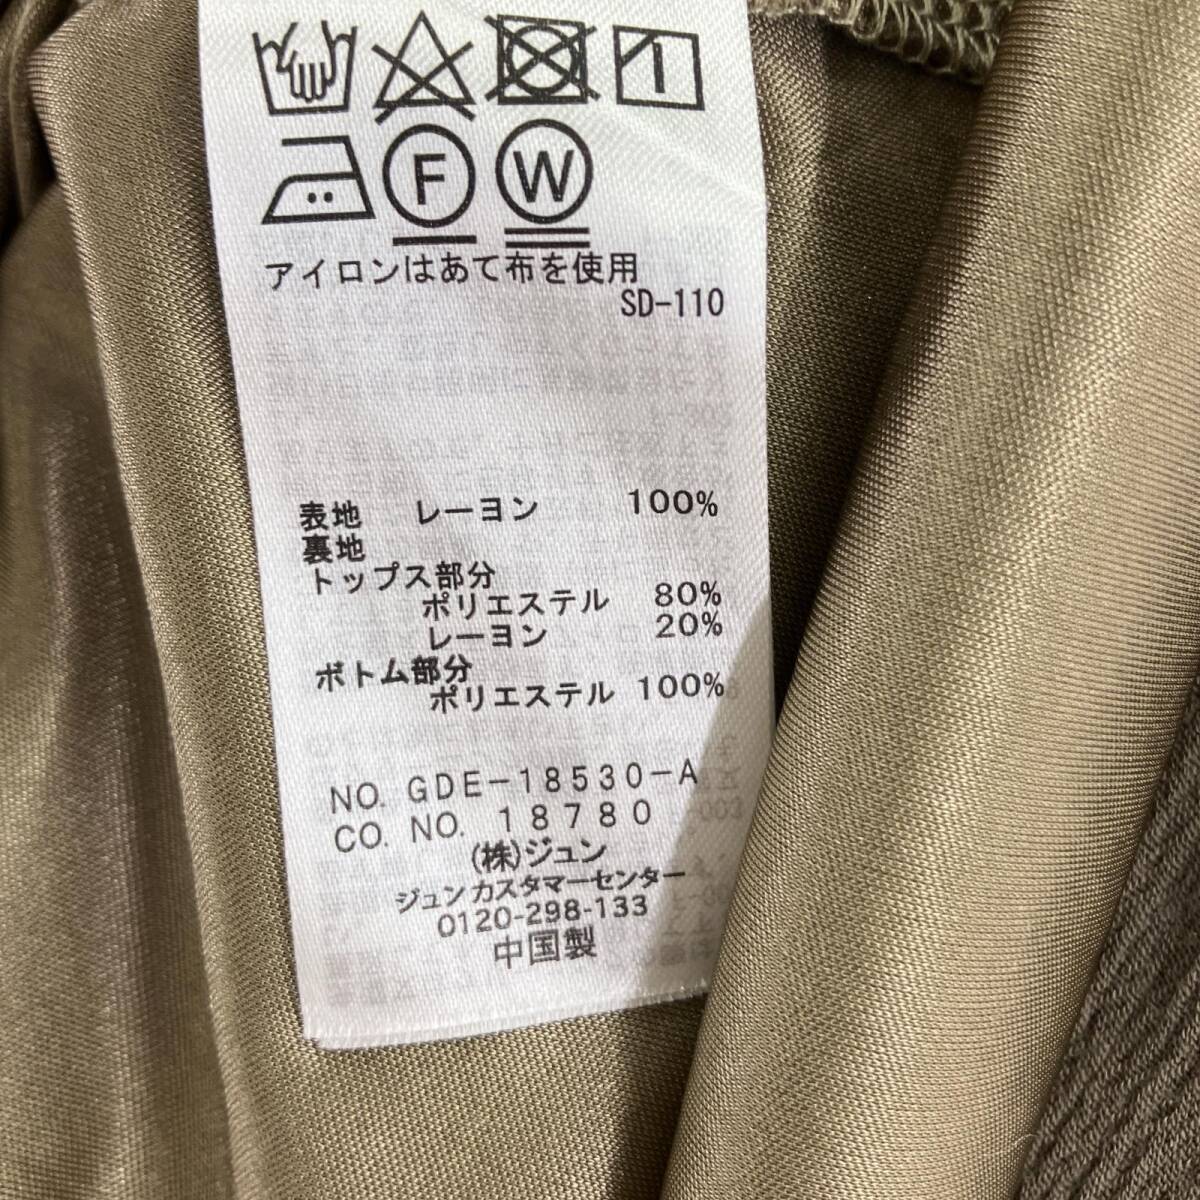 F W
アイロンはあて布を使用
SD-110
表地 レーヨン 100%
裏地
トップス部分
ポリエステル 80%
レーヨン 20%
ボトム部分
ポリエステル 100%
NO. GDE-18530-A
CO. NO. 18780
(株)ジュン
ジュンカスタマーセンター
0120-298-133
中国製